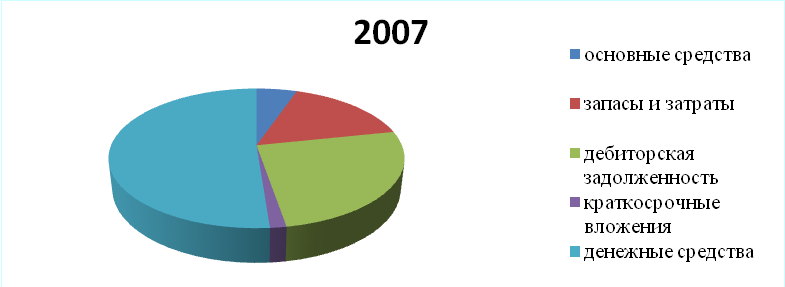 2007
основные средства
запасы и затраты
дебиторская
задолженность
краткосрочные
вложения
денежные средства